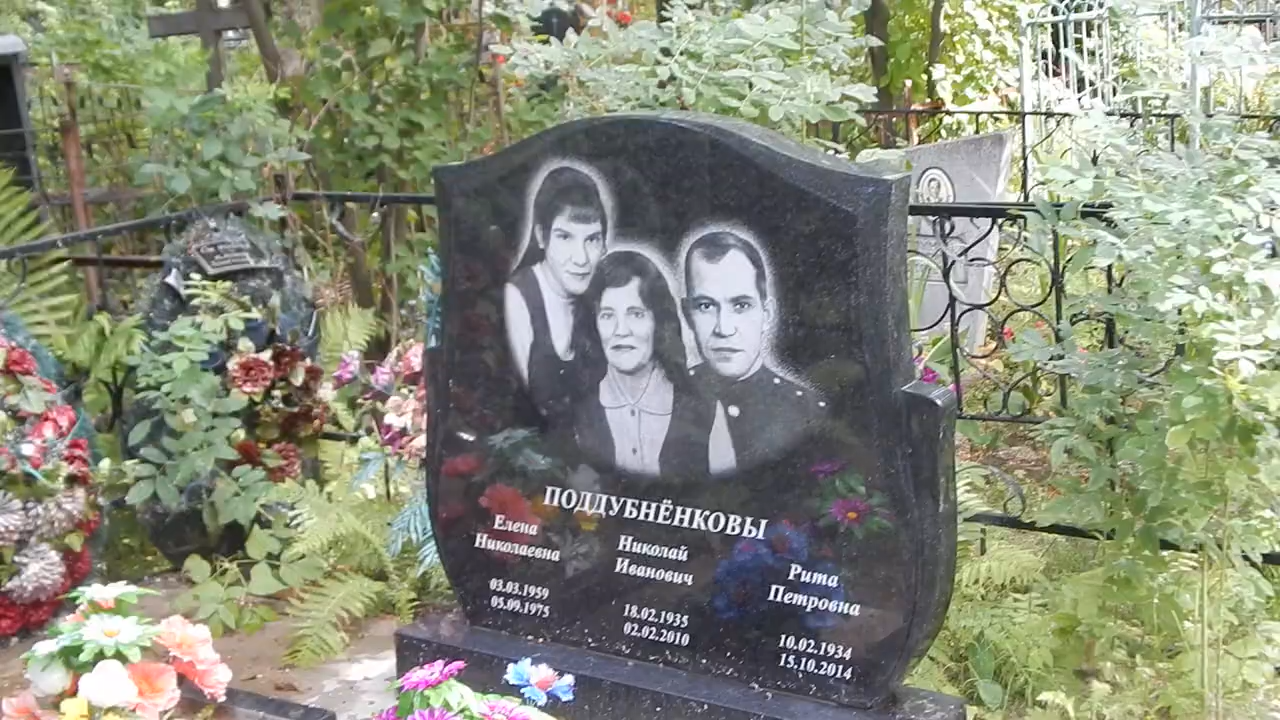 ПОДДУБНЁНКОВЫ
Елена
Николаевна
03.03.1959
05.09.1975
Николай
Иванович
18.02.1935
02.02.2010
Рита
Петровна
10.02.1934
15.10.2014